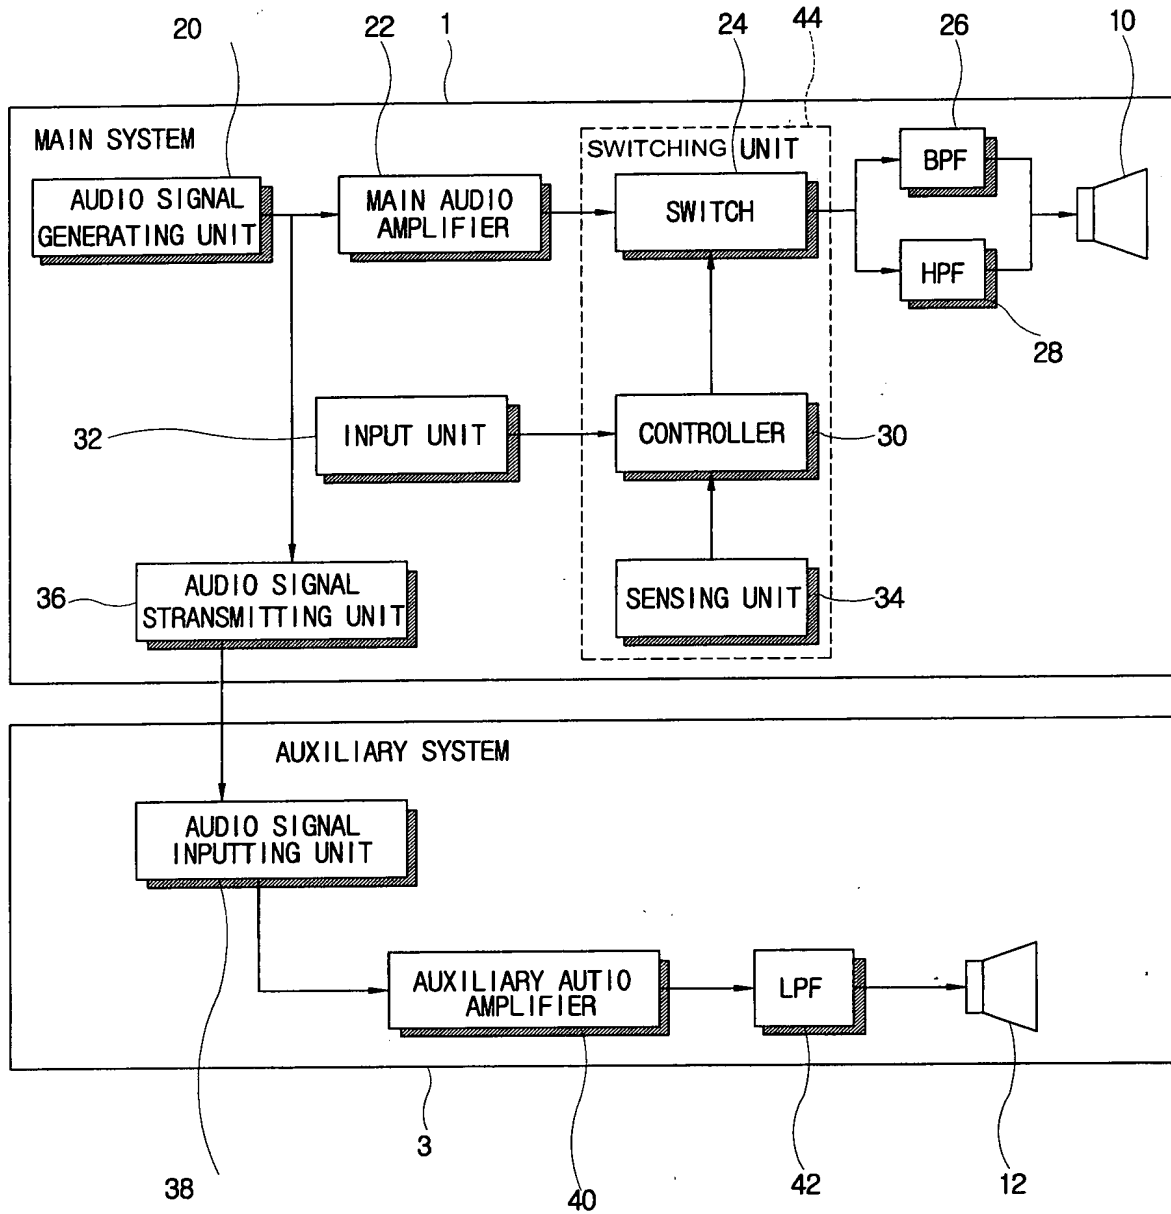 20
22
1
24
44
26
10
MAIN SYSTEM
SWITCHING UNIT
BPF
AUDIO SIGNAL
GENERATING UNIT
MAIN AUDIO
AMPLIFIER
SWITCH
HPF
28
32
INPUT UNIT
CONTROLLER
30
36
AUDIO SIGNAL
STRANSMITTING UNIT
SENSING UNIT
34
AUXILIARY SYSTEM
AUDIO SIGNAL
INPUTTING UNIT
AUXILIARY AUTIO
AMPLIFIER
LPF
3
38
40
42
12